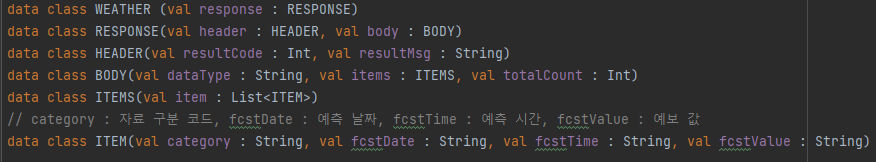 data class WEATHER (val response : RESPONSE)
data class RESPONSE(val header : HEADER, val body : BODY)
data class HEADER(val resultCode : Int, val resultMsg : String)
data class BODY(val dataType : String, val items : ITEMS, val totalCount : Int)
data class ITEMS(val item : List<ITEM>)
// category : 자료 구분 코드, fcstDate : 예측 날짜, fcstTime : 예측 시간, fcstValue : 예보 값
data class ITEM(val category : String, val fcstDate : String, val fcstTime : String, val fcstValue : String)